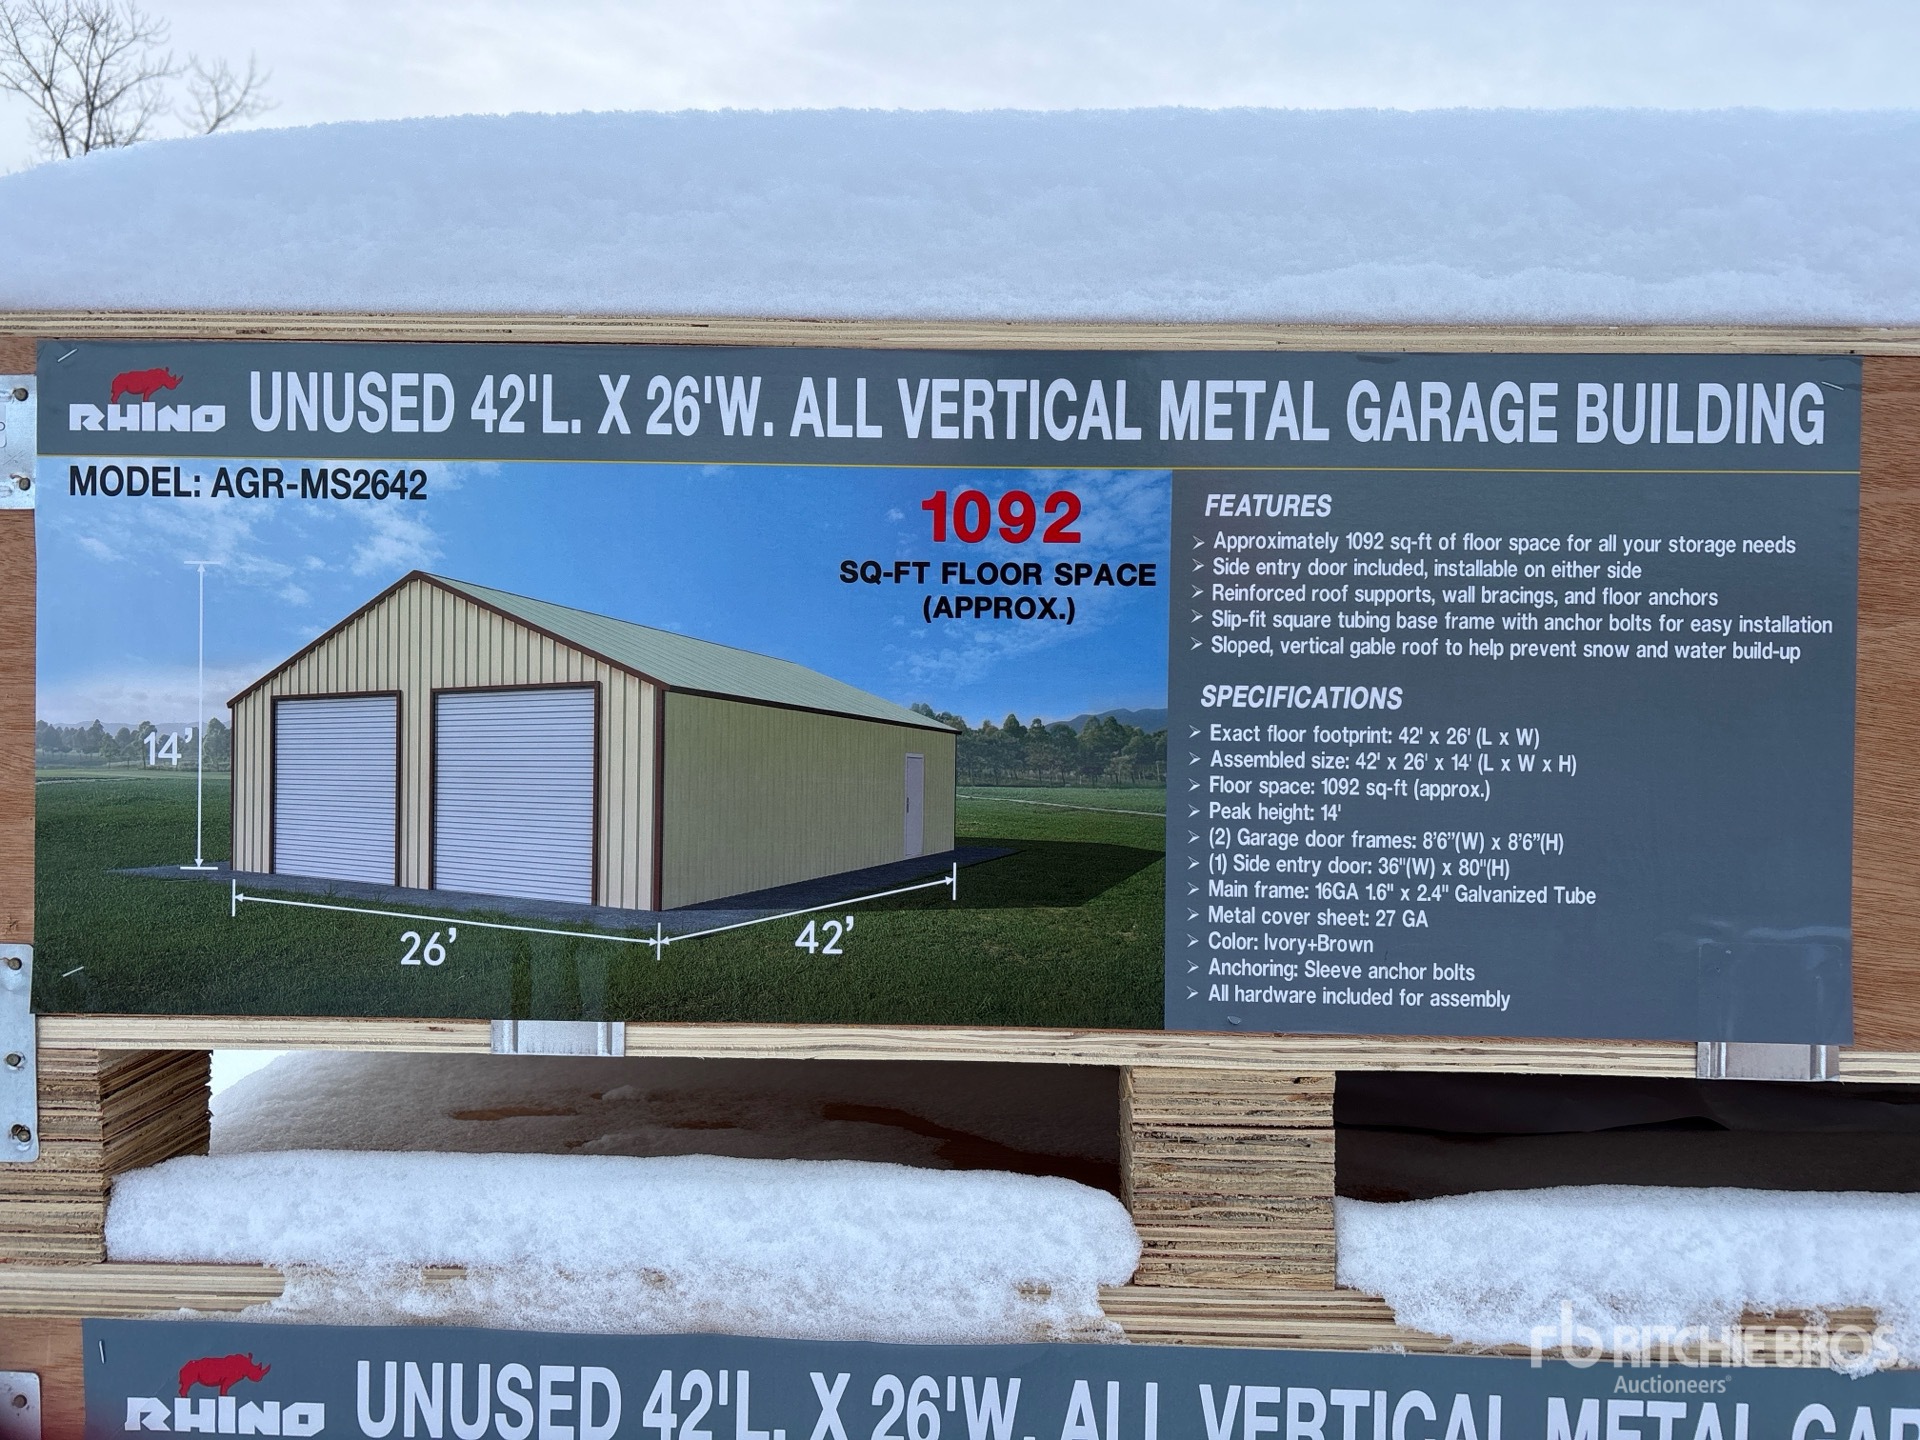 RHINO UNUSED 42'L. X 26'W. ALL VERTICAL METAL GARAGE BUILDING
MODEL: AGR-MS2642
1092
SQ-FT FLOOR SPACE
(APPROX.)
14'
26'
42'
FEATURES
➢ Approximately 1092 sq-ft of floor space for all your storage needs
➢ Side entry door included, installable on either side
➢ Reinforced roof supports, wall bracings, and floor anchors
➢ Slip-fit square tubing base frame with anchor bolts for easy installation
➢ Sloped, vertical gable roof to help prevent snow and water build-up
SPECIFICATIONS
➢ Exact floor footprint: 42' x 26' (L x W)
➢ Assembled size: 42' x 26' x 14' (L x W x H)
➢ Floor space: 1092 sq-ft (approx.)
➢ Peak height: 14'
➢ (2) Garage door frames: 8'6"(W) x 8'6"(H)
➢ (1) Side entry door: 36"(W) x 80"(H)
➢ Main frame: 16GA 1.6" x 2.4" Galvanized Tube
➢ Metal cover sheet: 27 GA
➢ Color: Ivory+Brown
➢ Anchoring: Sleeve anchor bolts
➢ All hardware included for assembly
RHINO UNUSED 42'L. X 26'W. ALL VERTICAL METAL GAR
rb RITCHIE BROS.
Auctioneers